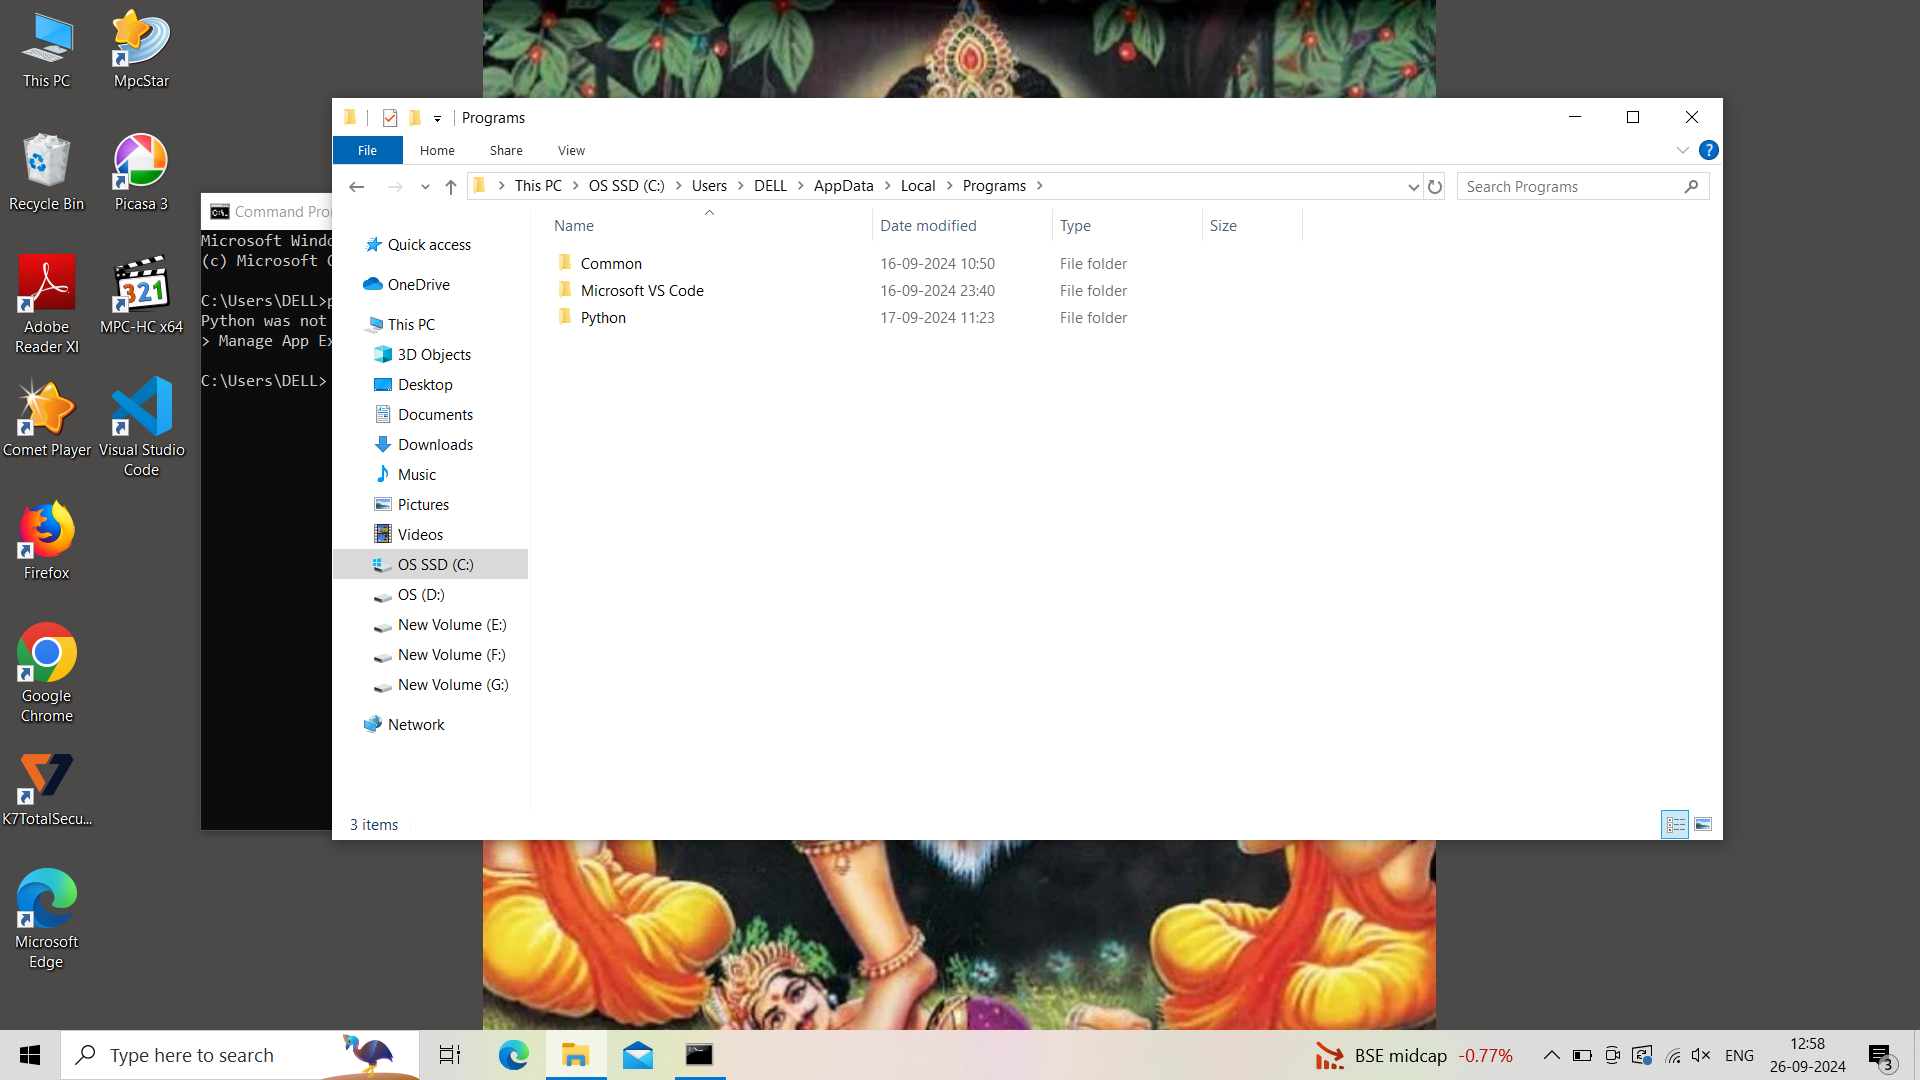 This PC
MpcStar
Recycle Bin
Picasa 3
Adobe
Reader XI
MPC-HC x64
Comet Player
Visual Studio
Code
Firefox
Google
Chrome
K7TotalSecu...
Microsoft
Edge
Command Pro
Microsoft Windo
(c) Microsoft
C:\Users\DELL>
Python was not
> Manage App Ex
C:\Users\DELL>
Programs
File Home Share View
This PC > OS SSD (C:) > Users > DELL > AppData > Local > Programs >
Search Programs
Name Date modified Type Size
Common 16-09-2024 10:50 File folder
Microsoft VS Code 16-09-2024 23:40 File folder
Python 17-09-2024 11:23 File folder
Quick access
OneDrive
This PC
3D Objects
Desktop
Documents
Downloads
Music
Pictures
Videos
OS SSD (C:)
OS (D:)
New Volume (E:)
New Volume (F:)
New Volume (G:)
Network
3 items
Type here to search
BSE midcap -0.77%
ENG
12:58
26-09-2024
3